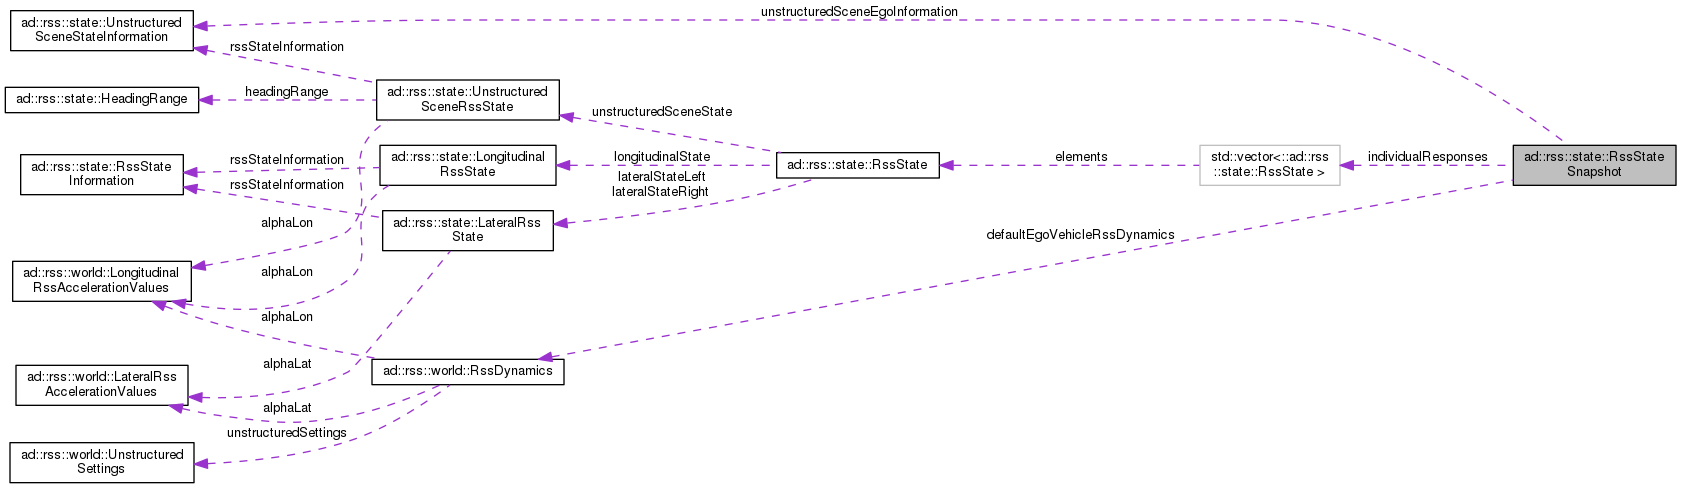 unstructuredSceneEgoInformation
ad::rss::state::Unstructured
SceneStateInformation
rssStateInformation
ad::rss::state::HeadingRange
headingRange
ad::rss::state::Unstructured
SceneRssState
unstructuredSceneState
ad::rss::state::RssState
Information
rssStateInformation
rssStateInformation
ad::rss::state::Longitudinal
RssState
longitudinalState
lateralStateLeft
lateralStateRight
ad::rss::state::RssState
elements
std::vector<::ad::rss
::state::RssState >
individualResponses
ad::rss::state::RssState
Snapshot
alphaLon
ad::rss::state::LateralRss
State
defaultEgoVehicleRssDynamics
ad::rss::world::Longitudinal
RssAccelerationValues
alphaLon
alphaLon
alphaLat
ad::rss::world::RssDynamics
ad::rss::world::LateralRss
AccelerationValues
alphaLat
unstructuredSettings
ad::rss::world::Unstructured
Settings